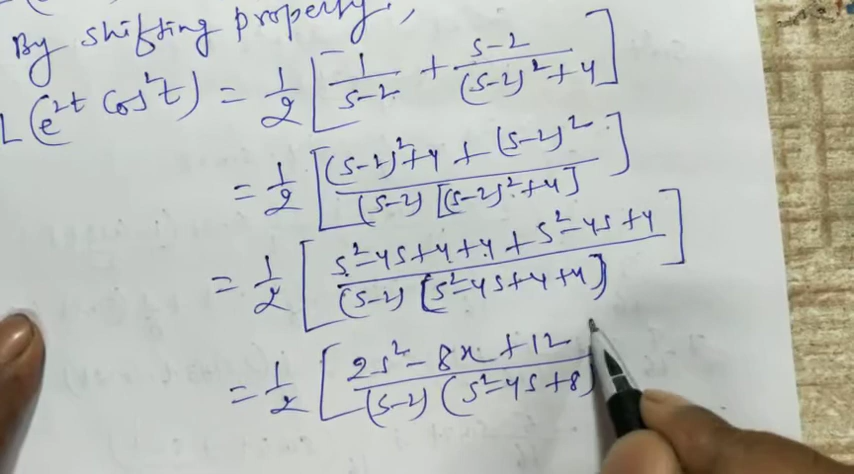 By shifting property,
L(e^{2t} cos^2 t) = 1/2 [ 1/(s-2) + (s-2)/((s-2)^2+4) ]
= 1/2 [ ((s-2)^2+4 + (s-2)^2) / ((s-2) [(s-2)^2+4]) ]
= 1/2 [ (s^2-4s+4+4 + s^2-4s+4) / ((s-2) [s^2-4s+4+4]) ]
= 1/2 [ (2s^2-8x+12) / ((s-2) (s^2-4s+8)